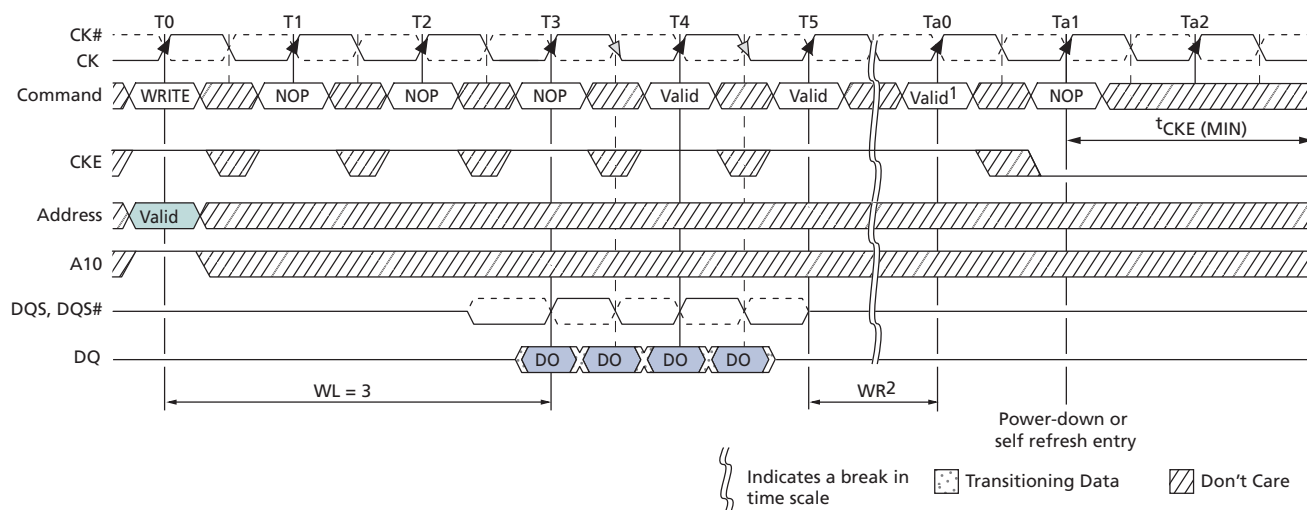 T0 T1 T2 T3 T4 T5 Ta0 Ta1 Ta2
CK#
CK
Command WRITE NOP NOP NOP Valid Valid Valid1 NOP
tCKE (MIN)
CKE
Address Valid
A10
DQS, DQS#
DQ DO DO DO DO
WL = 3 WR2
Power-down or
self refresh entry
Indicates a break in
time scale
Transitioning Data
Don't Care